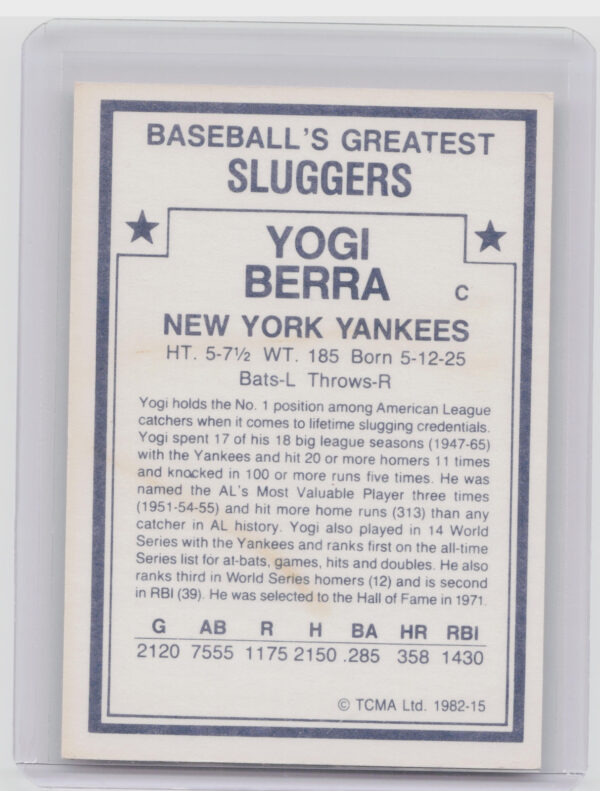 BASEBALL'S GREATEST
SLUGGERS
YOGI
BERRA
C
NEW YORK YANKEES
HT. 5-7½ WT. 185 Born 5-12-25
Bats-L Throws-R
Yogi holds the No. 1 position among American League
catchers when it comes to lifetime slugging credentials.
Yogi spent 17 of his 18 big league seasons (1947-65)
with the Yankees and hit 20 or more homers 11 times
and knocked in 100 or more runs five times. He was
named the AL's Most Valuable Player three times
(1951-54-55) and hit more home runs (313) than any
catcher in AL history. Yogi also played in 14 World
Series with the Yankees and ranks first on the all-time
Series list for at-bats, games, hits and doubles. He also
ranks third in World Series homers (12) and is second
in RBI (39). He was selected to the Hall of Fame in 1971.
G AB R H BA HR RBI
2120 7555 1175 2150 .285 358 1430
© TCMA Ltd. 1982-15